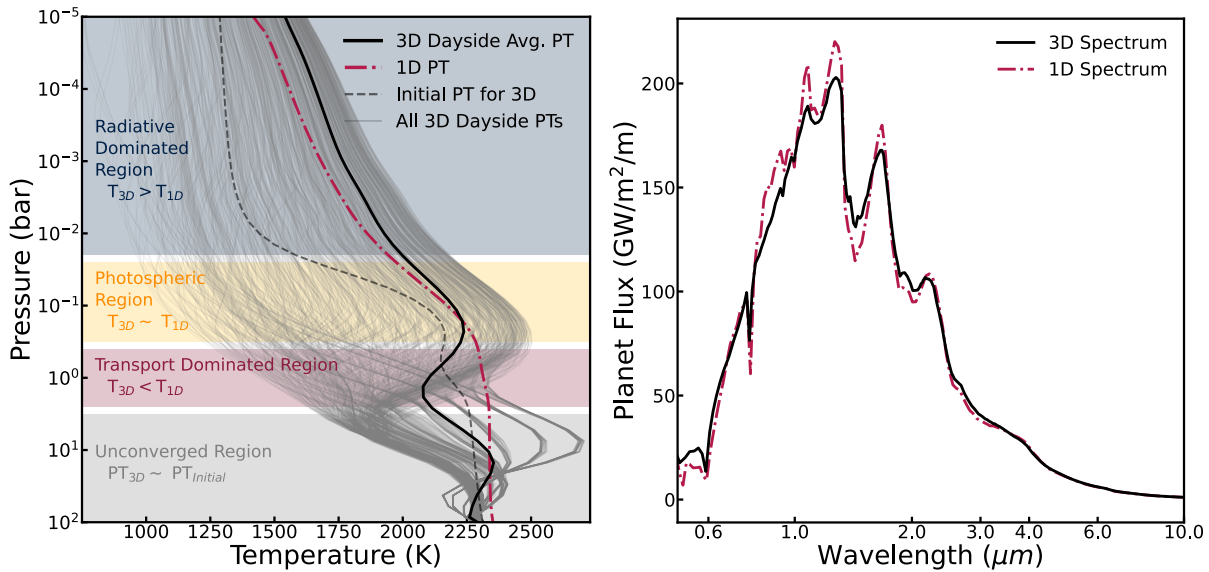 10⁻⁵
10⁻⁴
10⁻³
10⁻²
10⁻¹
10⁰
10¹
10²
Pressure (bar)
3D Dayside Avg. PT
1D PT
Initial PT for 3D
All 3D Dayside PTs
Radiative
Dominated
Region
T3D > T1D
Photospheric
Region
T3D ~ T1D
Transport Dominated Region
T3D < T1D
Unconverged Region
PT3D ~ PTInitial
1000 1250 1500 1750 2000 2250 2500
Temperature (K)
3D Spectrum
1D Spectrum
200
150
100
50
0
Planet Flux (GW/m²/m)
0.6 1.0 2.0 3.0 4.0 6.0 10.0
Wavelength (μm)